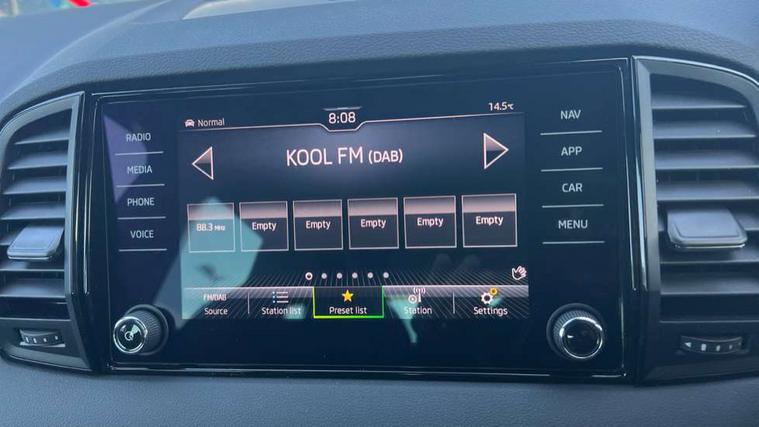 Normal
8:08
14.5°C
RADIO
MEDIA
PHONE
VOICE
KOOL FM (DAB)
88.3 MHz
Empty
Empty
Empty
Empty
Empty
FM/DAB
Source
Station list
Preset list
Station
Settings
NAV
APP
CAR
MENU